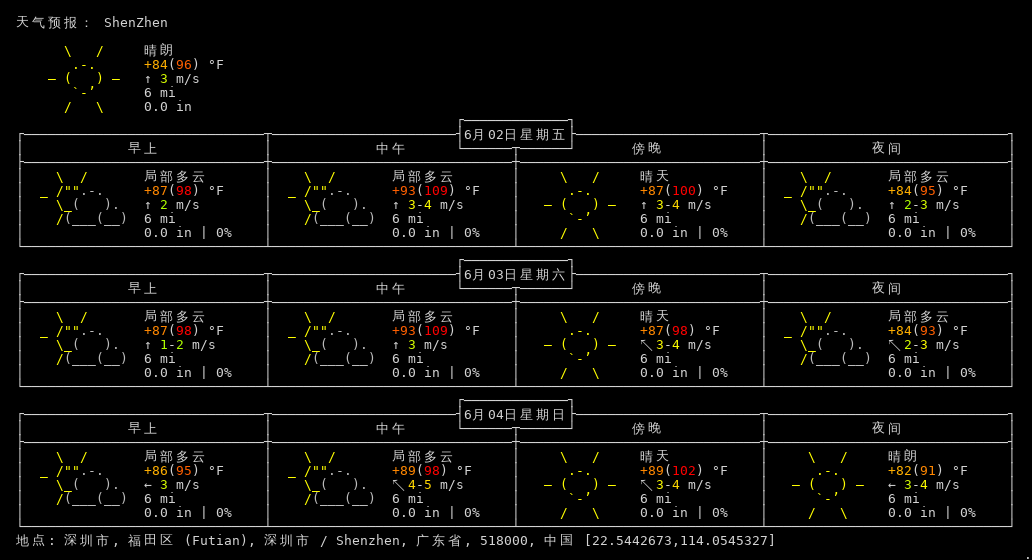 天气预报： ShenZhen
晴朗
+84(96) °F
↑ 3 m/s
6 mi
0.0 in
6月02日星期五
早上 中午 傍晚 夜间
局部多云 局部多云 晴天 局部多云
+87(98) °F +93(109) °F +87(100) °F +84(95) °F
↑ 2 m/s ↑ 3-4 m/s ↑ 3-4 m/s ↑ 2-3 m/s
6 mi 6 mi 6 mi 6 mi
0.0 in | 0% 0.0 in | 0% 0.0 in | 0% 0.0 in | 0%
6月03日星期六
早上 中午 傍晚 夜间
局部多云 局部多云 晴天 局部多云
+87(98) °F +93(109) °F +87(98) °F +84(93) °F
↑ 1-2 m/s ↑ 3 m/s ↖ 3-4 m/s ↖ 2-3 m/s
6 mi 6 mi 6 mi 6 mi
0.0 in | 0% 0.0 in | 0% 0.0 in | 0% 0.0 in | 0%
6月04日星期日
早上 中午 傍晚 夜间
局部多云 局部多云 晴天 晴朗
+86(95) °F +89(98) °F +89(102) °F +82(91) °F
← 3 m/s ↖ 4-5 m/s ↖ 3-4 m/s ← 3-4 m/s
6 mi 6 mi 6 mi 6 mi
0.0 in | 0% 0.0 in | 0% 0.0 in | 0% 0.0 in | 0%
地点: 深圳市, 福田区 (Futian), 深圳市 / Shenzhen, 广东省, 518000, 中国 [22.5442673,114.0545327]